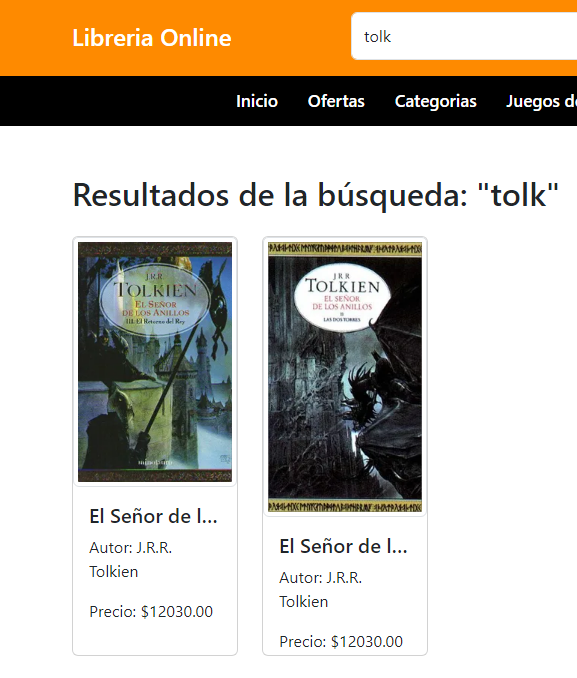 Libreria Online
tolk
Inicio Ofertas Categorias Juegos d
Resultados de la búsqueda: "tolk"
J.R.R.
TOLKIEN
EL SEÑOR
DE LOS ANILLOS
III. El Retorno del Rey
minotauro
El Señor de l...
Autor: J.R.R.
Tolkien
Precio: $12030.00
J.R.R.
TOLKIEN
EL SEÑOR
DE LOS ANILLOS
II
LAS DOS TORRES
El Señor de l...
Autor: J.R.R.
Tolkien
Precio: $12030.00